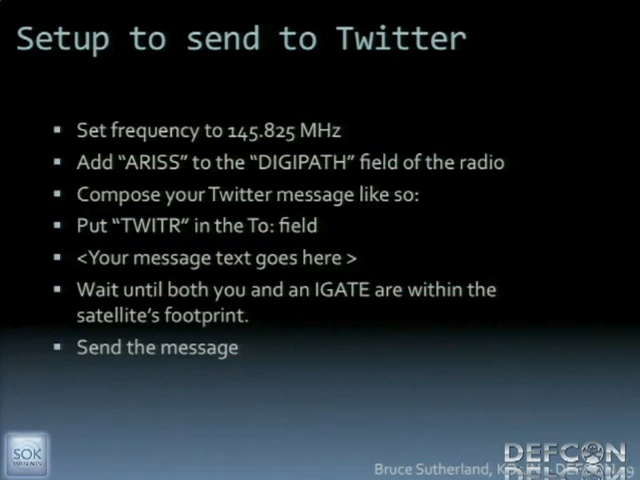 Setup to send to Twitter
Set frequency to 145.825 MHz
Add “ARISS” to the “DIGIPATH” field of the radio
Compose your Twitter message like so:
Put “TWITR” in the To: field
<Your message text goes here >
Wait until both you and an IGATE are within the
satellite’s footprint.
Send the message
SOK
DEFCON
Bruce Sutherland,